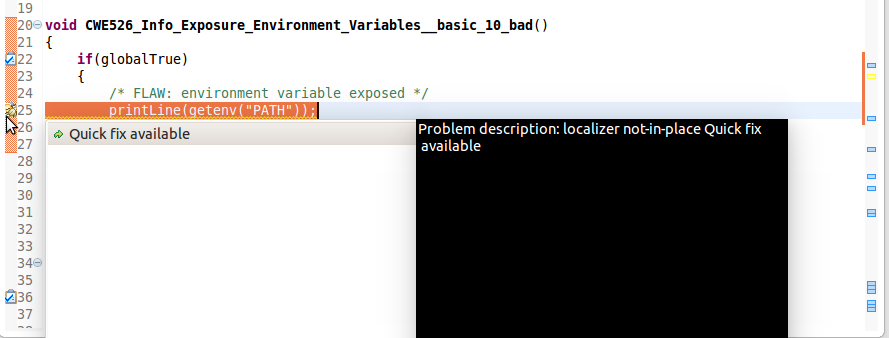 19
20 void CWE526_Info_Exposure_Environment_Variables__basic_10_bad()
21 {
22 if(globalTrue)
23 {
24 /* FLAW: environment variable exposed */
25 printLine(getenv("PATH"));
26 Quick fix available
27
28
29
30
31
32
33
34
35
36
37
Problem description: localizer not-in-place Quick fix
available